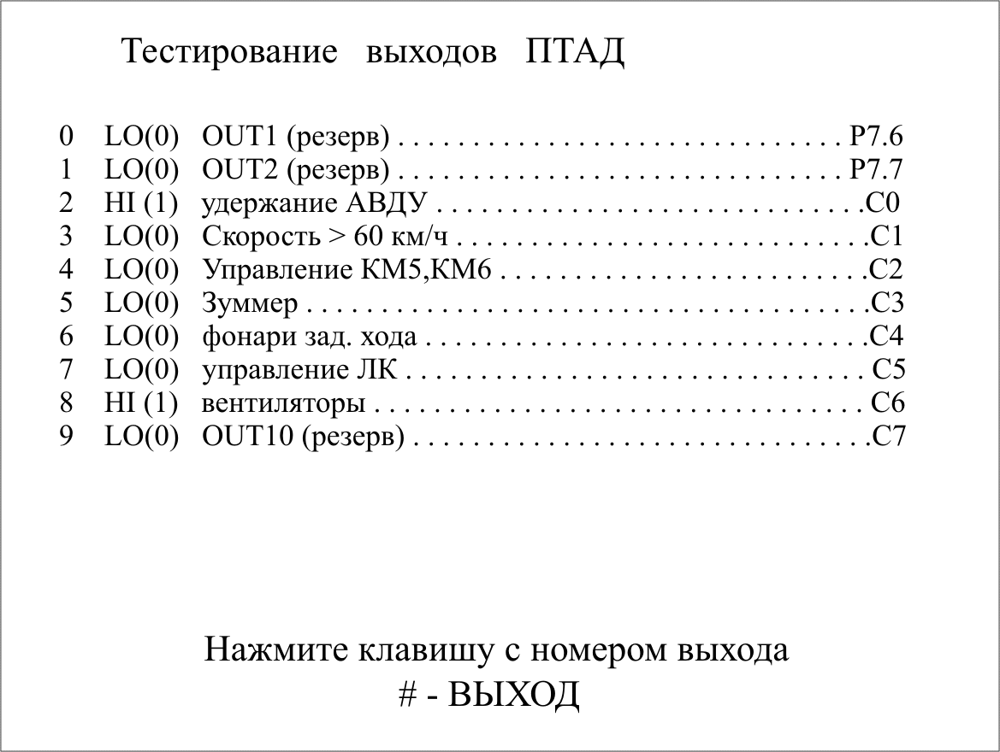 Тестирование выходов ПТАД
0 LO(0) OUT1 (резерв) . . . . . . . . . . . . . . . . . . . . . . . . . . . . . . P7.6
1 LO(0) OUT2 (резерв) . . . . . . . . . . . . . . . . . . . . . . . . . . . . . . P7.7
2 HI (1) удержание АВДУ . . . . . . . . . . . . . . . . . . . . . . . . . . . . .C0
3 LO(0) Скорость > 60 км/ч . . . . . . . . . . . . . . . . . . . . . . . . . . . .C1
4 LO(0) Управление КМ5,КМ6 . . . . . . . . . . . . . . . . . . . . . . . . .C2
5 LO(0) Зуммер . . . . . . . . . . . . . . . . . . . . . . . . . . . . . . . . . . . . . .C3
6 LO(0) фонари зад. хода . . . . . . . . . . . . . . . . . . . . . . . . . . . . . .C4
7 LO(0) управление ЛК . . . . . . . . . . . . . . . . . . . . . . . . . . . . . . . C5
8 HI (1) вентиляторы . . . . . . . . . . . . . . . . . . . . . . . . . . . . . . . . . C6
9 LO(0) OUT10 (резерв) . . . . . . . . . . . . . . . . . . . . . . . . . . . . . . .C7
Нажмите клавишу с номером выхода
# - ВЫХОД